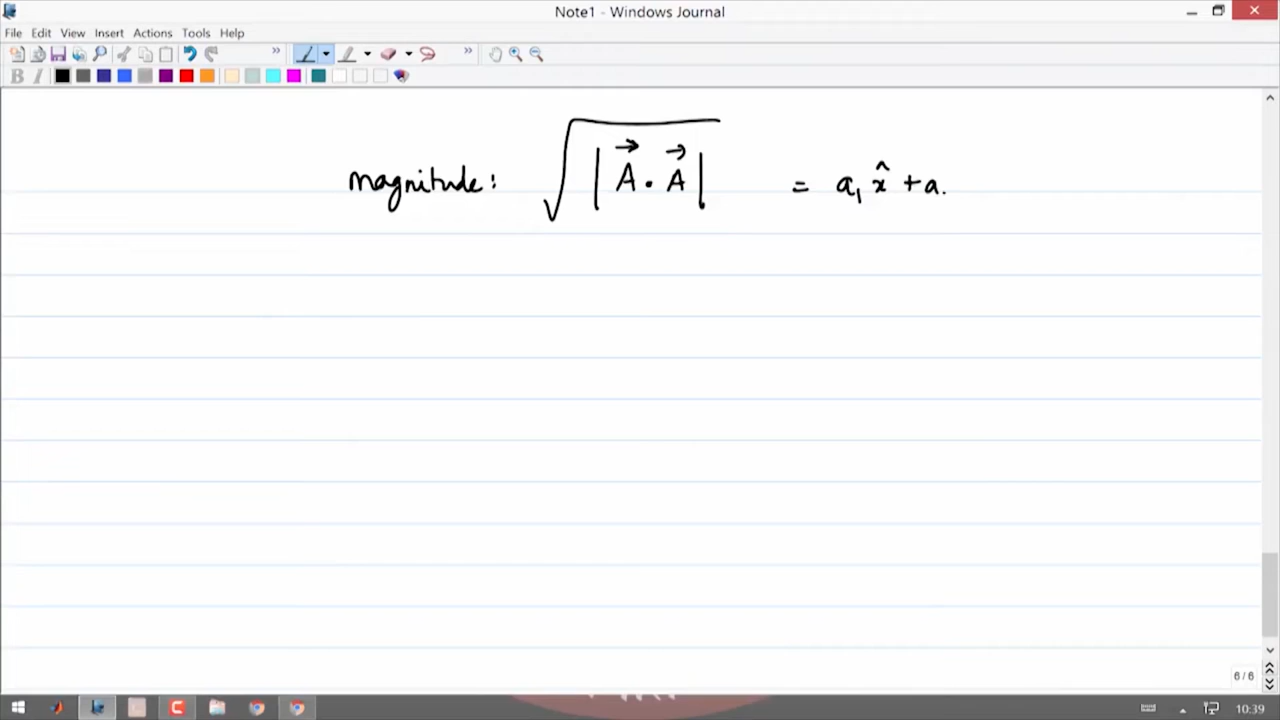 Note1 - Windows Journal
File Edit View Insert Actions Tools Help
B I
magnitude: √|A⃗ · A⃗| = a₁ x̂ + a.
6/6
10:39